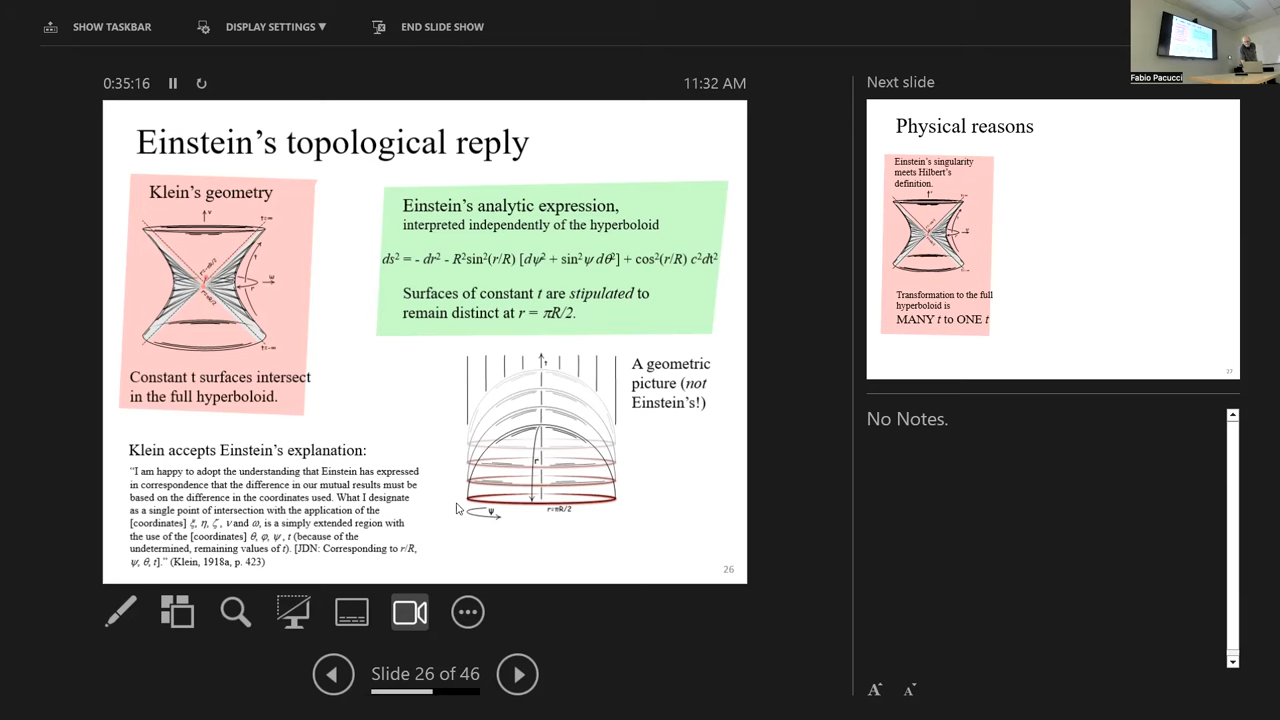 SHOW TASKBAR
DISPLAY SETTINGS ▼
END SLIDE SHOW
Fabio Pacucci
0:35:16
11:32 AM
Einstein's topological reply
Klein's geometry
Constant t surfaces intersect
in the full hyperboloid.
Einstein's analytic expression,
interpreted independently of the hyperboloid
ds² = - dr² - R²sin²(r/R) [dψ² + sin²ψ dθ²] + cos²(r/R) c²dt²
Surfaces of constant t are stipulated to
remain distinct at r = πR/2.
A geometric
picture (not
Einstein's!)
t
r
ψ
r=πR/2
Klein accepts Einstein's explanation:
"I am happy to adopt the understanding that Einstein has expressed
in correspondence that the difference in our mutual results must be
based on the difference in the coordinates used. What I designate
as a single point of intersection with the application of the
[coordinates] ξ, η, ζ, ν and ω, is a simply extended region with
the use of the [coordinates] θ, φ, ψ, t (because of the
undetermined, remaining values of t). [JDN: Corresponding to r/R,
ψ, θ, t]." (Klein, 1918a, p. 423)
26
Slide 26 of 46
Next slide
Physical reasons
Einstein's singularity
meets Hilbert's
definition.
Transformation to the full
hyperboloid is
MANY t to ONE t
27
No Notes.
A A